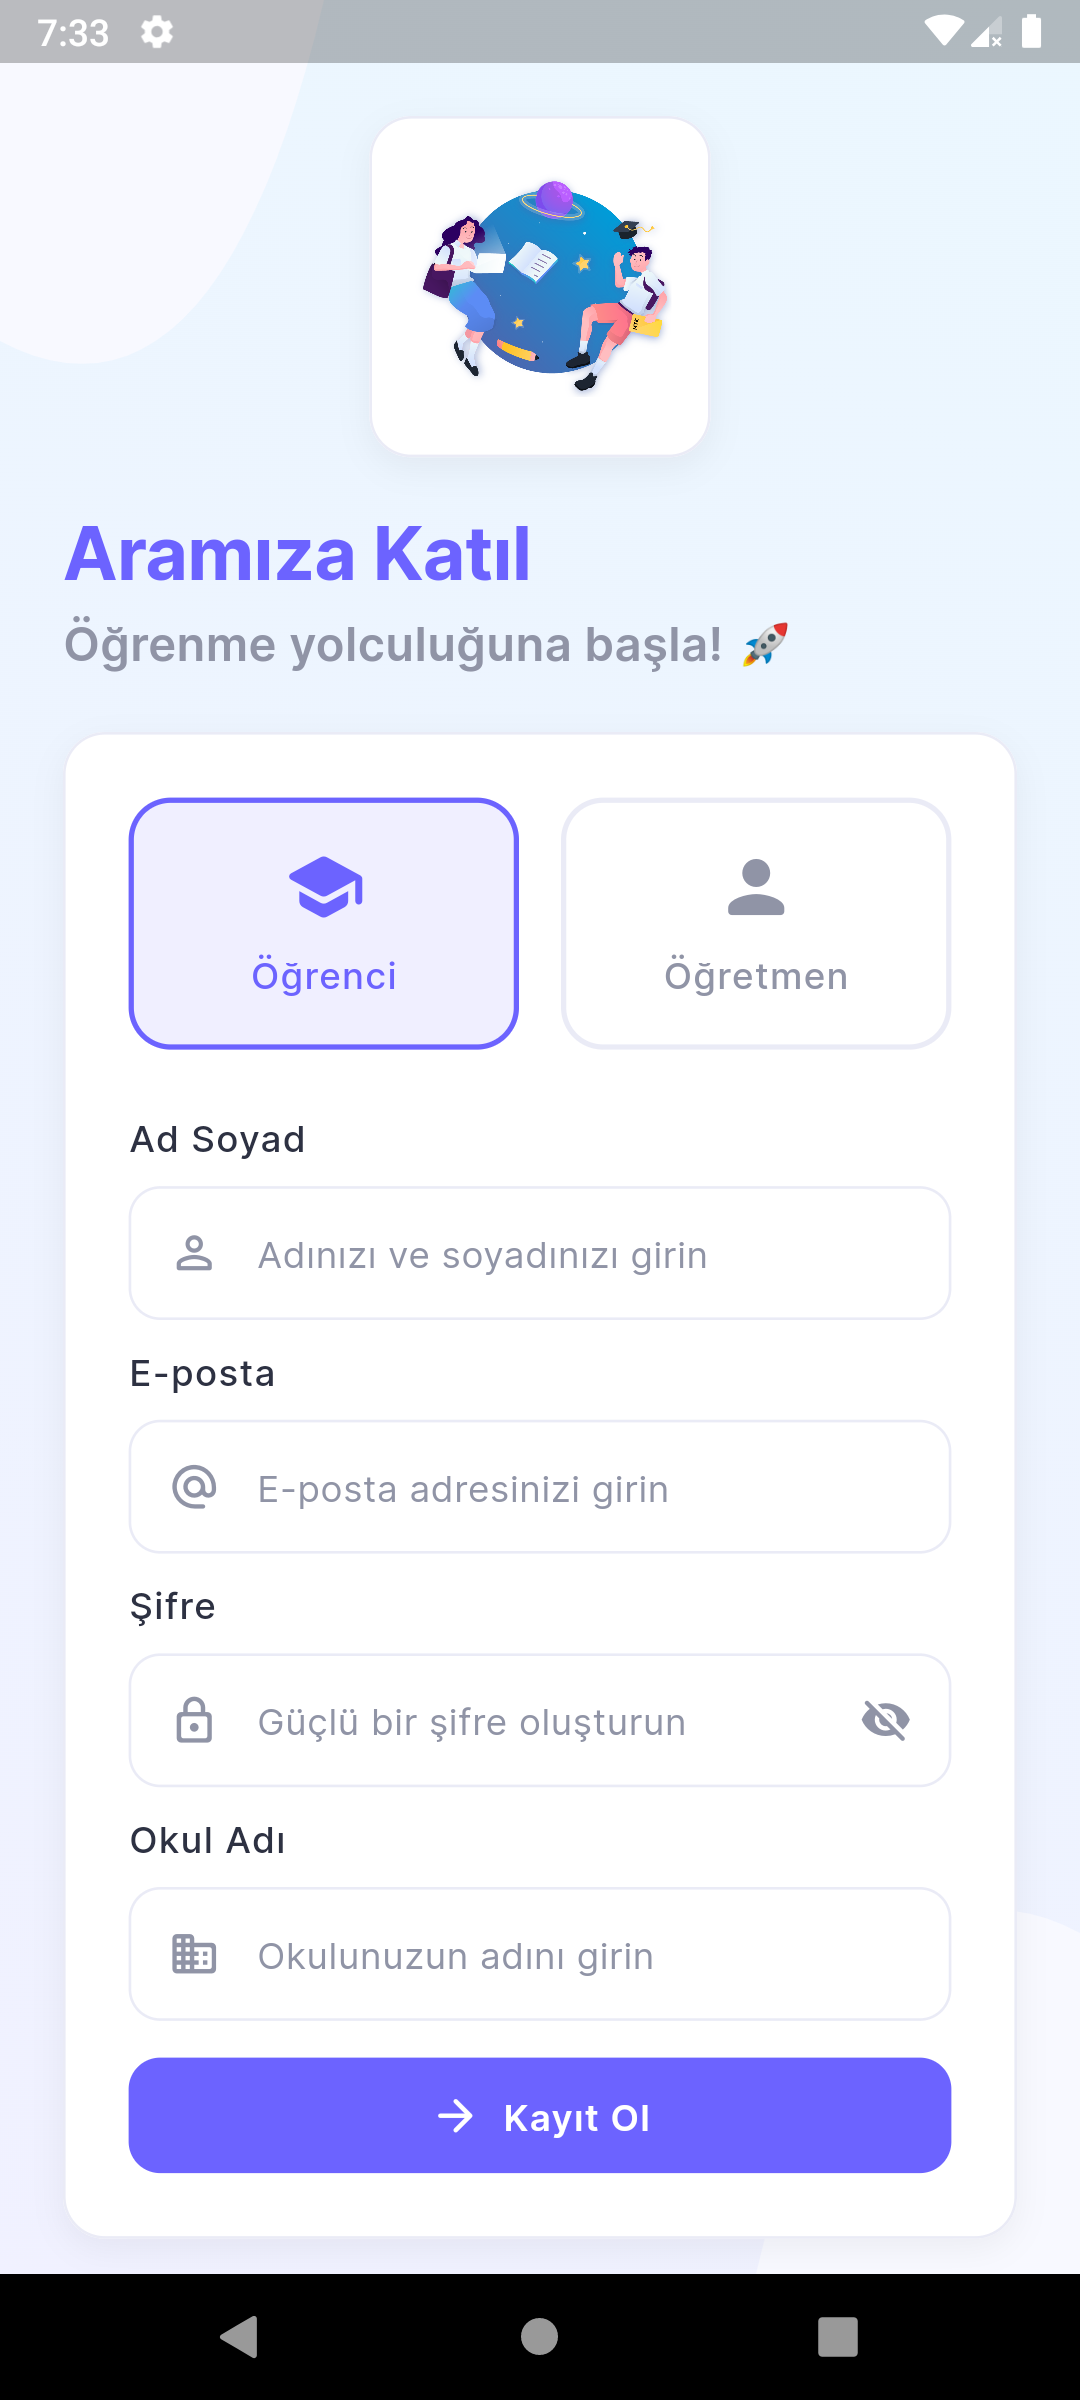 7:33
Aramıza Katıl
Öğrenme yolculuğuna başla! 🚀
Öğrenci
Öğretmen
Ad Soyad
Adınızı ve soyadınızı girin
E-posta
E-posta adresinizi girin
Şifre
Güçlü bir şifre oluşturun
Okul Adı
Okulunuzun adını girin
Kayıt Ol